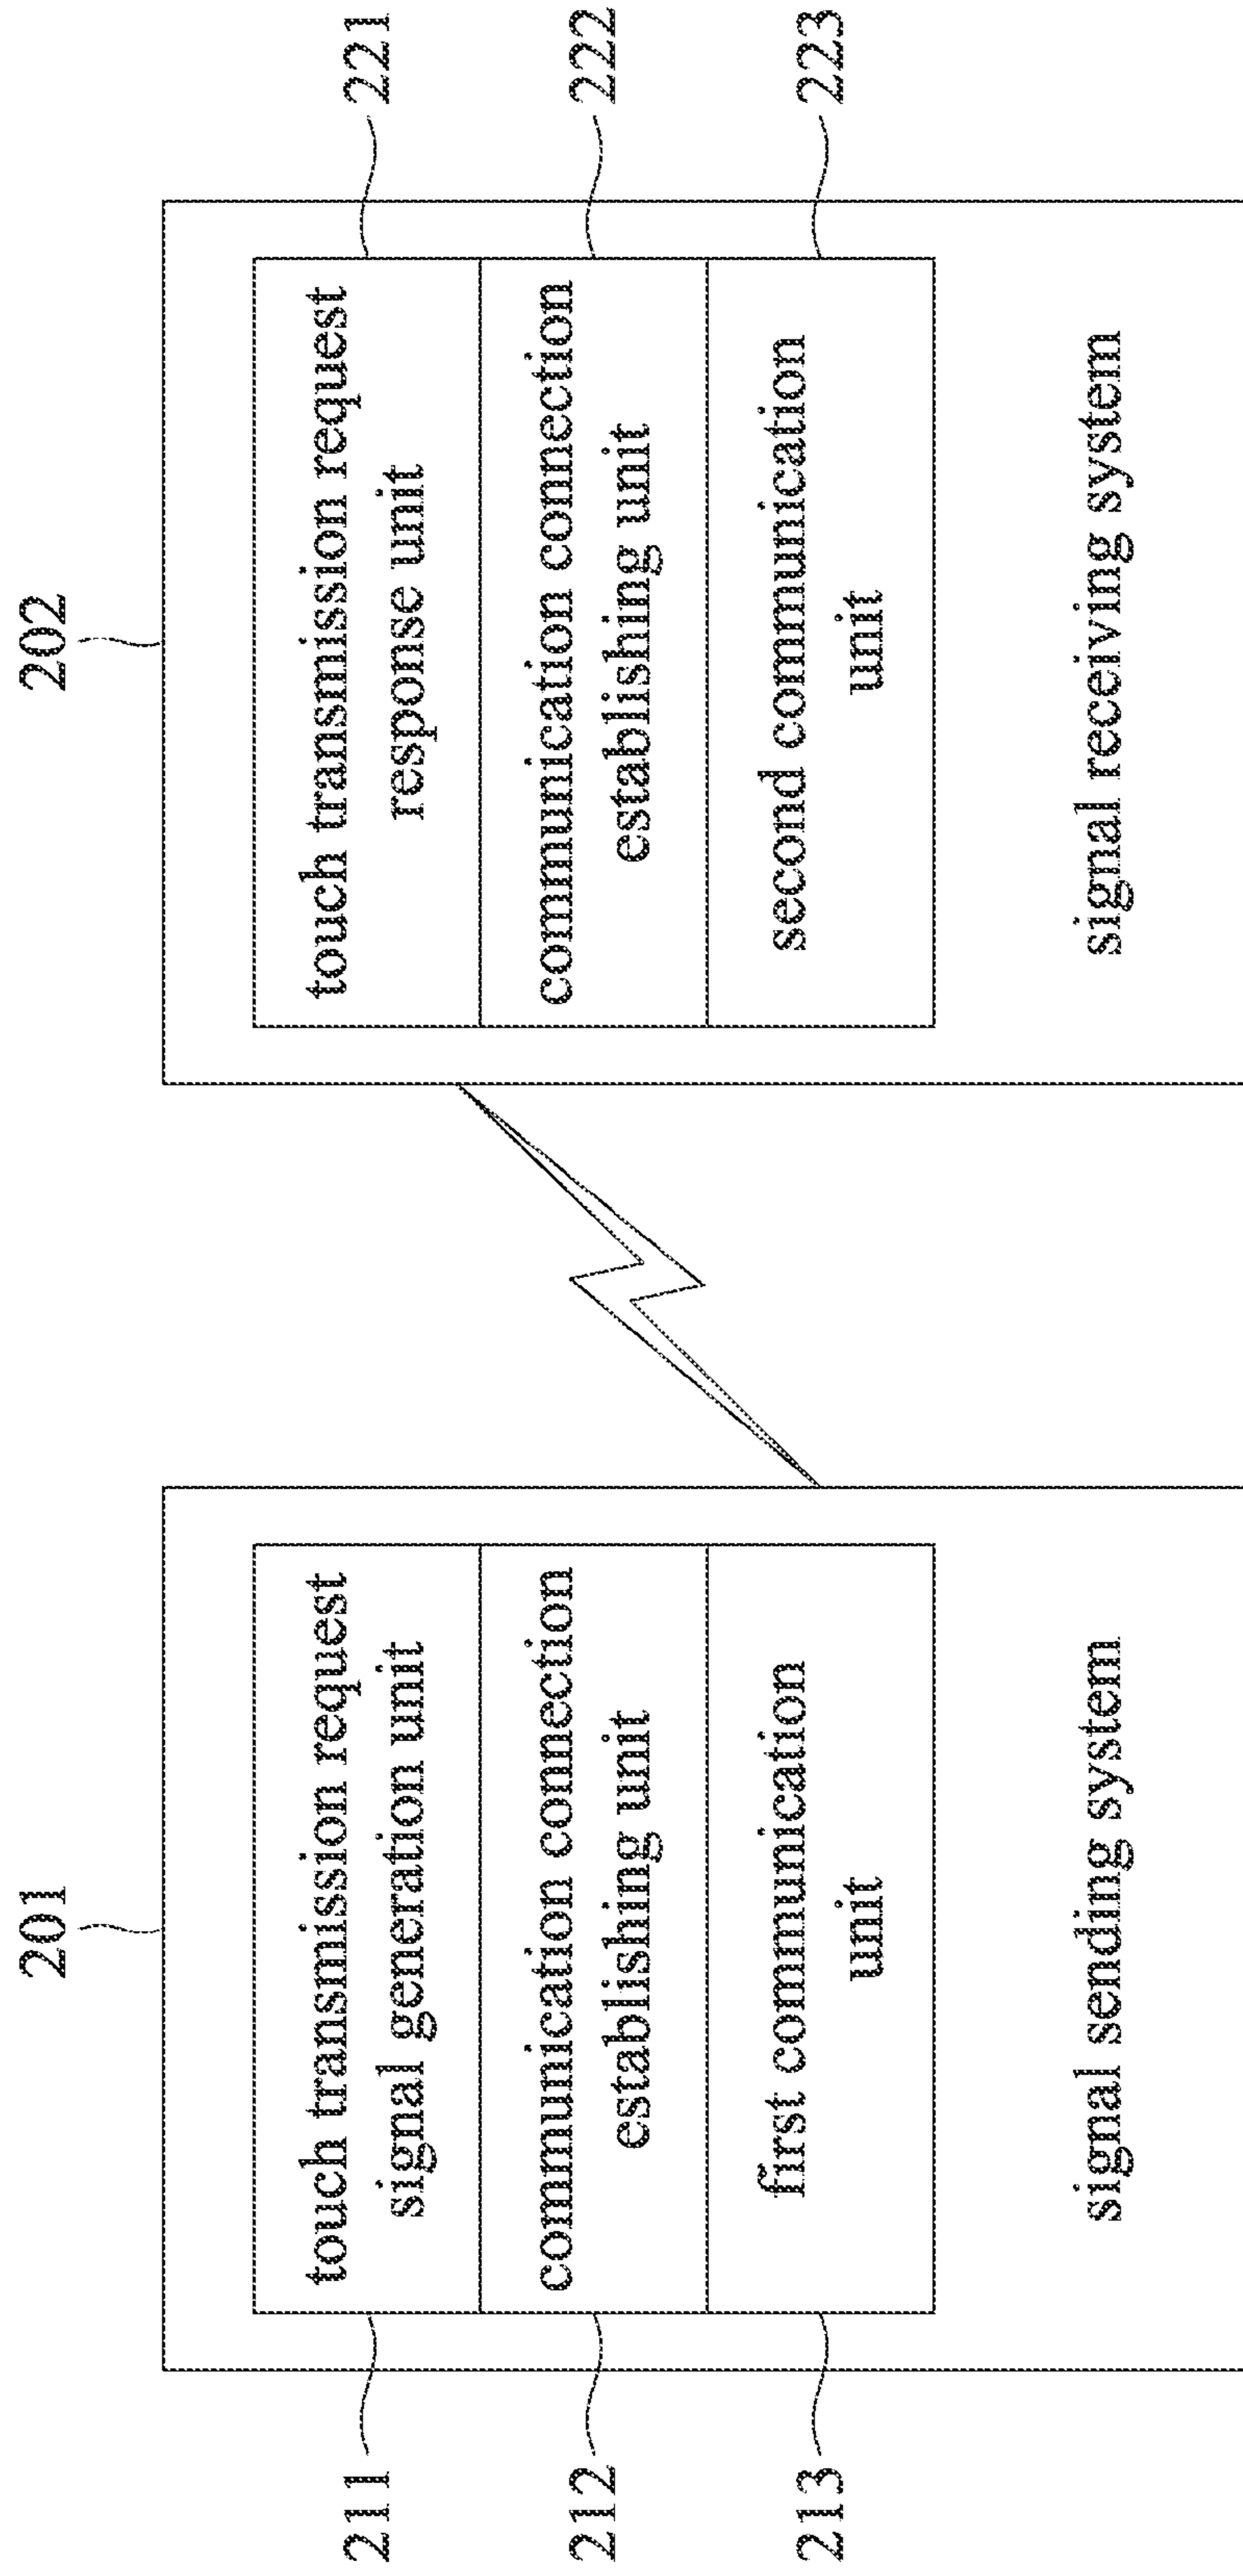 201
211
touch transmission request
signal generation unit
212
communication connection
establishing unit
213
first communication
unit
signal sending system
202
touch transmission request
response unit
221
communication connection
establishing unit
222
second communication
unit
223
signal receiving system